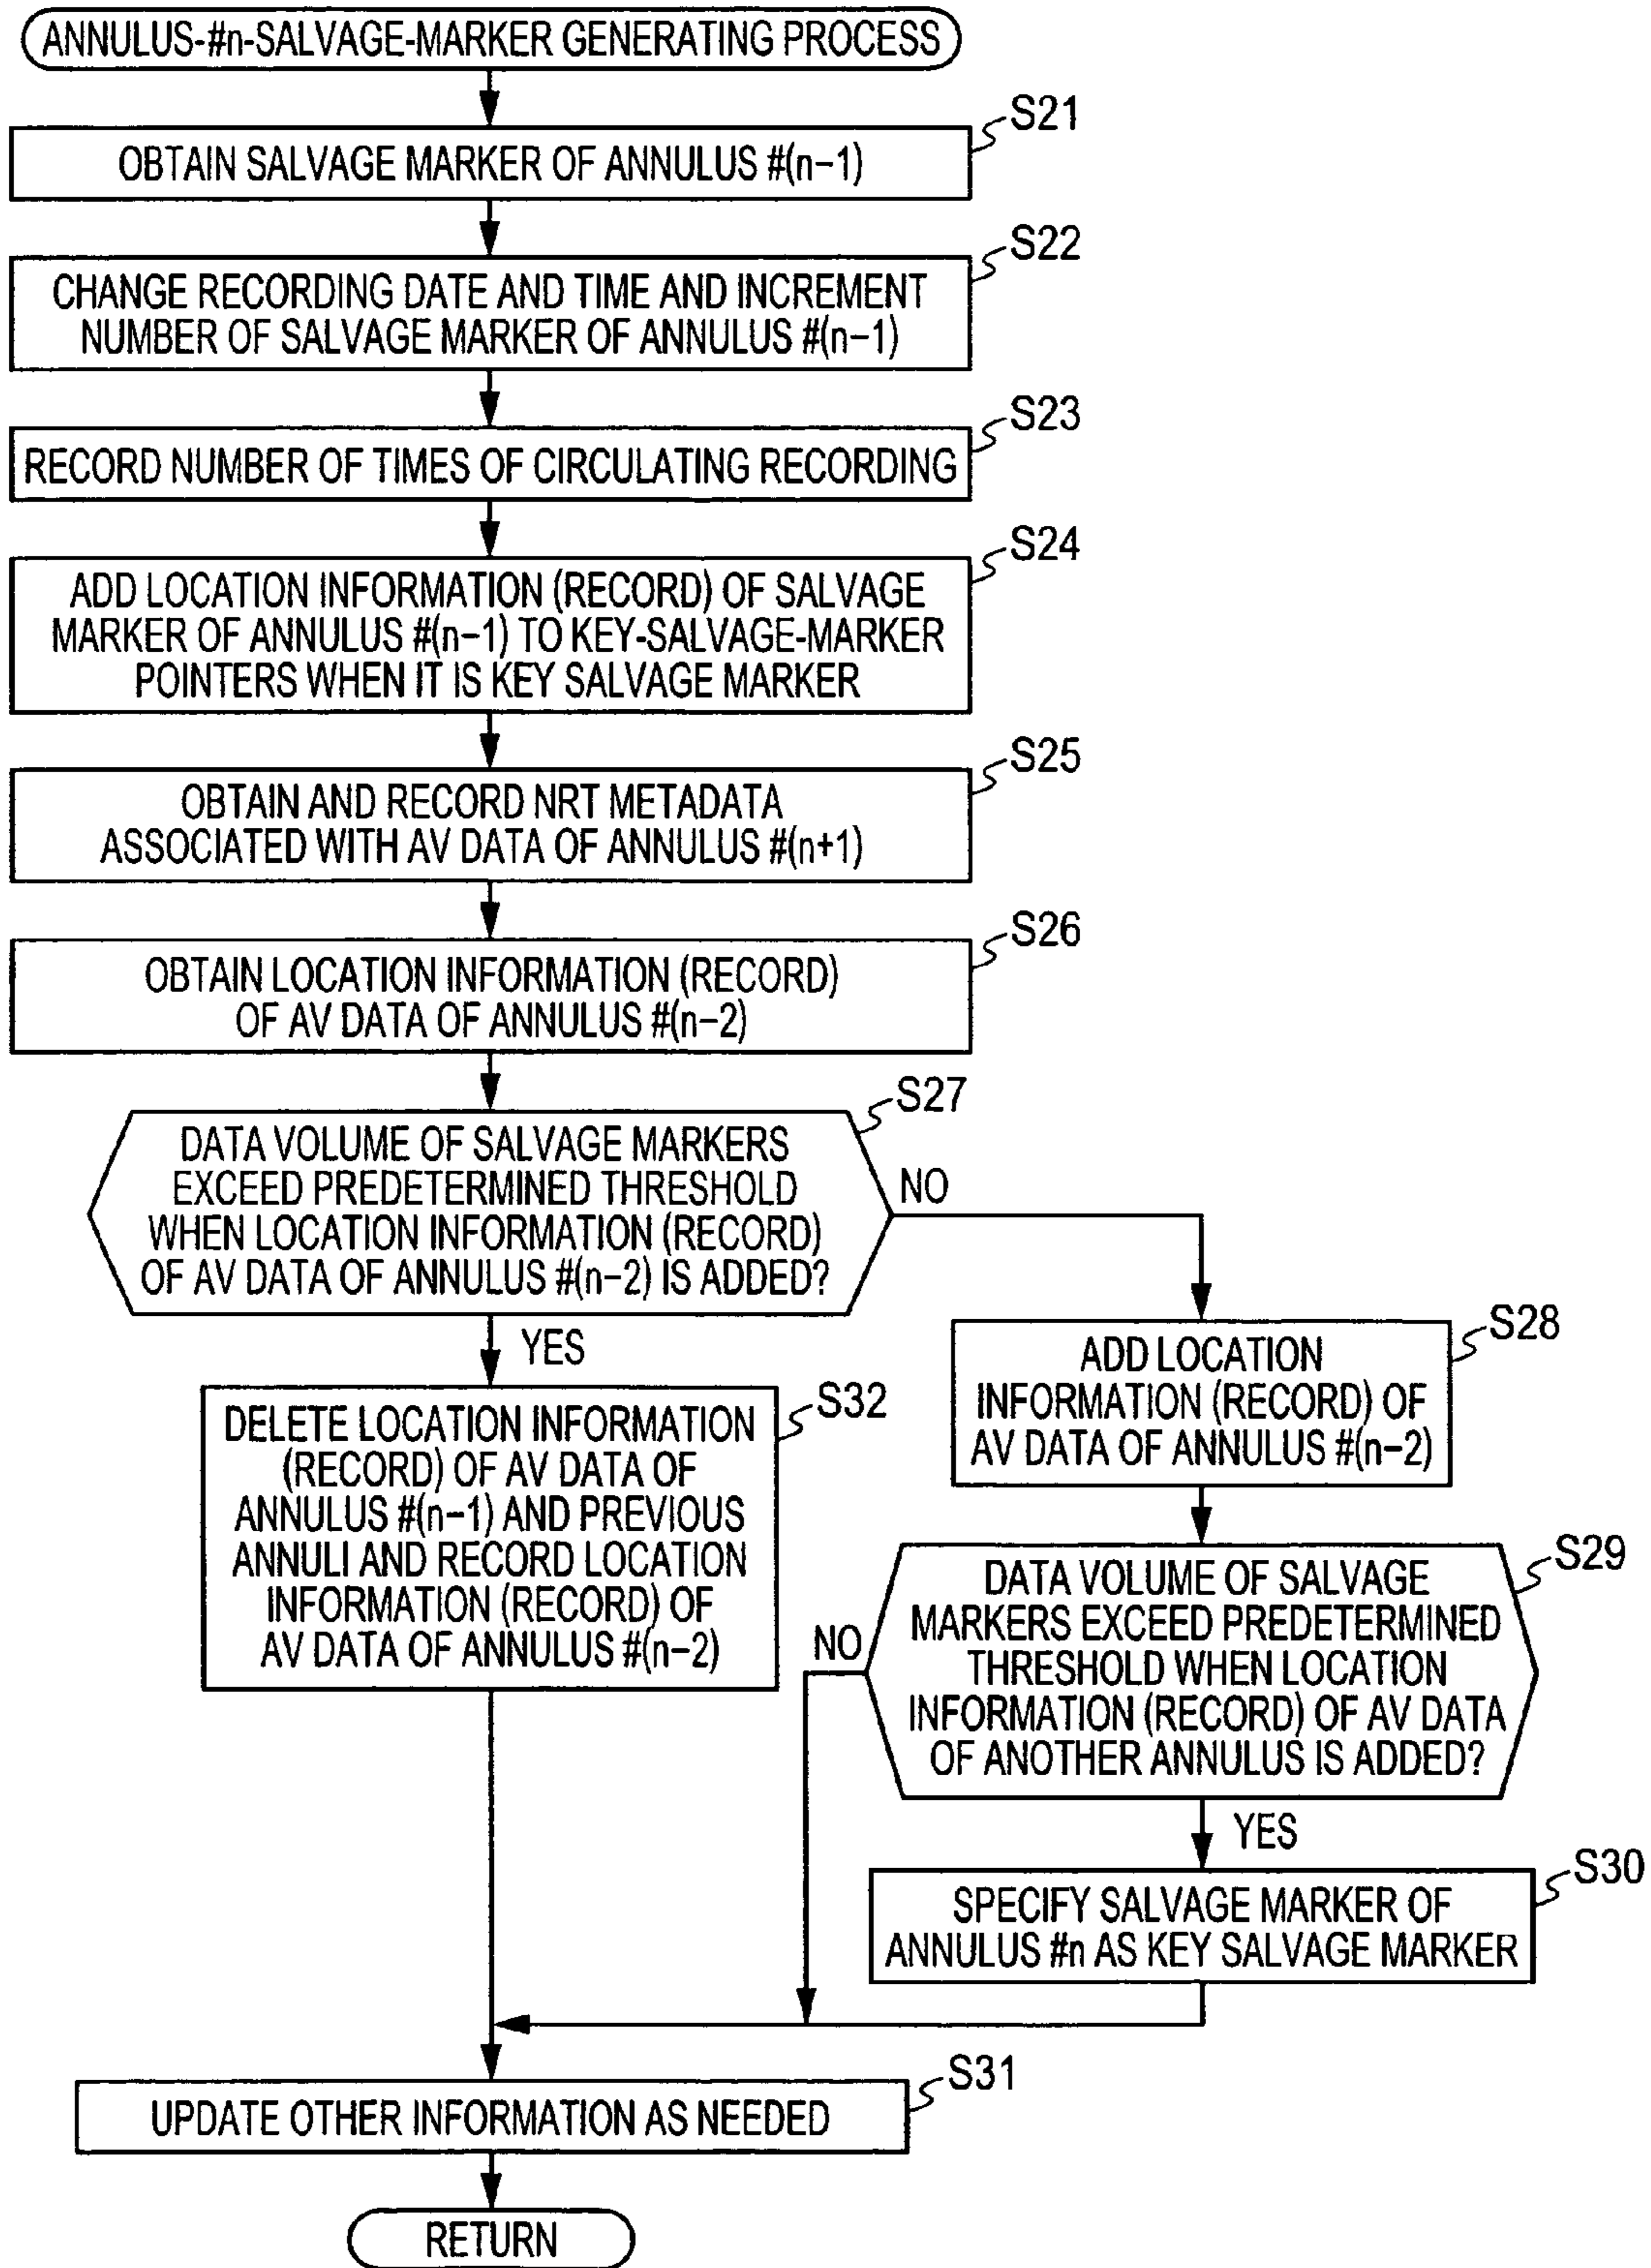 ANNULUS-#n-SALVAGE-MARKER GENERATING PROCESS
S21
OBTAIN SALVAGE MARKER OF ANNULUS #(n−1)
S22
CHANGE RECORDING DATE AND TIME AND INCREMENT
NUMBER OF SALVAGE MARKER OF ANNULUS #(n−1)
S23
RECORD NUMBER OF TIMES OF CIRCULATING RECORDING
S24
ADD LOCATION INFORMATION (RECORD) OF SALVAGE
MARKER OF ANNULUS #(n−1) TO KEY-SALVAGE-MARKER
POINTERS WHEN IT IS KEY SALVAGE MARKER
S25
OBTAIN AND RECORD NRT METADATA
ASSOCIATED WITH AV DATA OF ANNULUS #(n+1)
S26
OBTAIN LOCATION INFORMATION (RECORD)
OF AV DATA OF ANNULUS #(n−2)
S27
DATA VOLUME OF SALVAGE MARKERS
EXCEED PREDETERMINED THRESHOLD
WHEN LOCATION INFORMATION (RECORD)
OF AV DATA OF ANNULUS #(n−2) IS ADDED?
NO
YES
S28
ADD LOCATION
INFORMATION (RECORD) OF
AV DATA OF ANNULUS #(n−2)
S32
DELETE LOCATION INFORMATION
(RECORD) OF AV DATA OF
ANNULUS #(n−1) AND PREVIOUS
ANNULI AND RECORD LOCATION
INFORMATION (RECORD) OF
AV DATA OF ANNULUS #(n−2)
S29
DATA VOLUME OF SALVAGE
MARKERS EXCEED PREDETERMINED
THRESHOLD WHEN LOCATION
INFORMATION (RECORD) OF AV DATA
OF ANOTHER ANNULUS IS ADDED?
NO
YES
S30
SPECIFY SALVAGE MARKER OF
ANNULUS #n AS KEY SALVAGE MARKER
S31
UPDATE OTHER INFORMATION AS NEEDED
RETURN